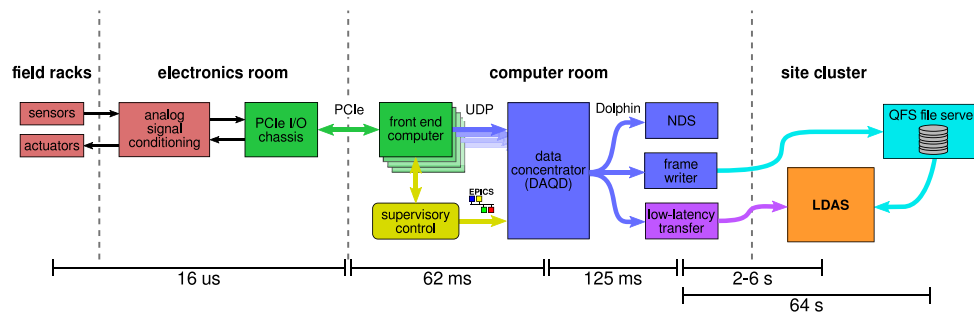 field racks
electronics room
computer room
site cluster
sensors
actuators
analog
signal
conditioning
PCIe I/O
chassis
PCIe
front end
computer
UDP
EPICS
supervisory
control
data
concentrator
(DAQD)
Dolphin
NDS
frame
writer
low-latency
transfer
QFS file server
LDAS
16 us
62 ms
125 ms
2-6 s
64 s